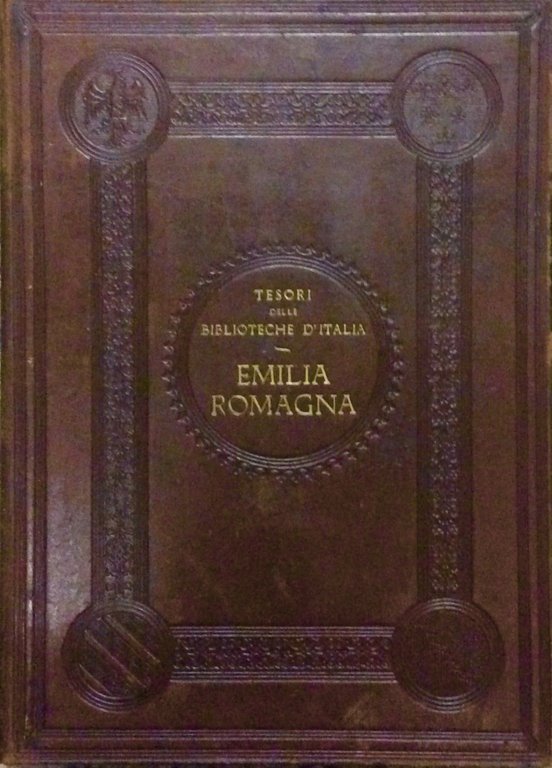 TESORI
DELLE
BIBLIOTECHE D'ITALIA
EMILIA
ROMAGNA